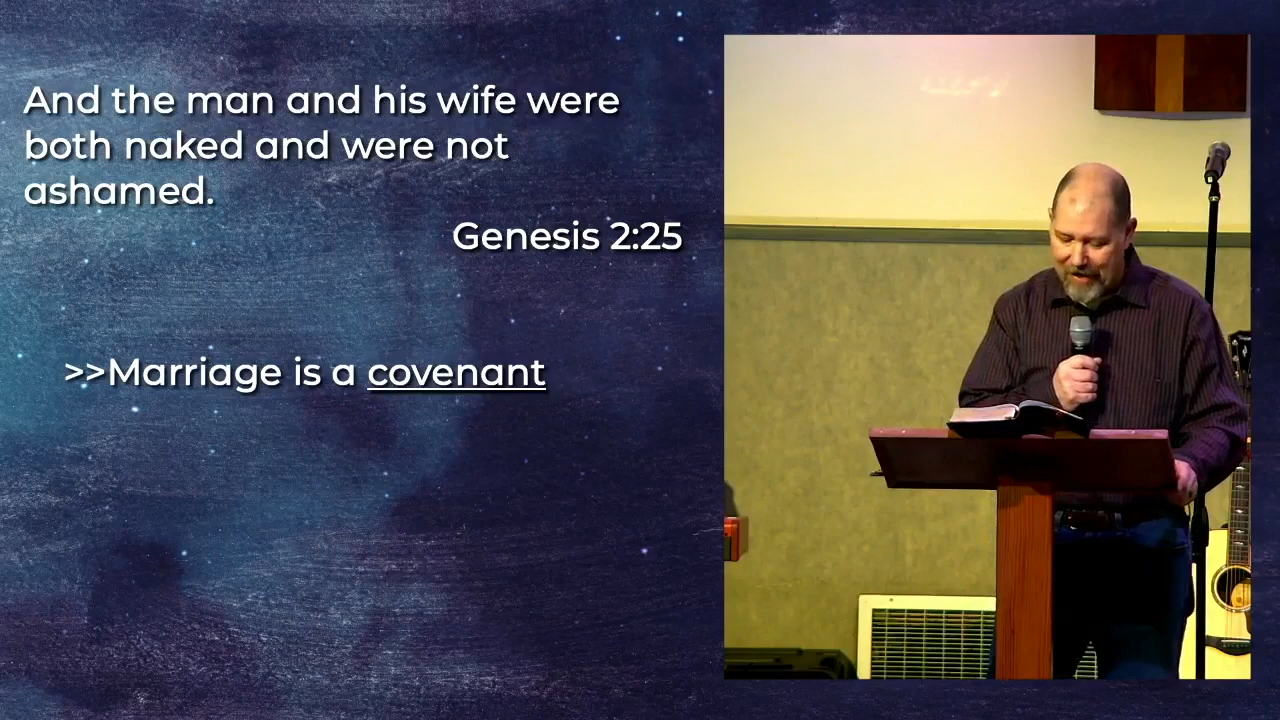 And the man and his wife were
both naked and were not
ashamed.
Genesis 2:25
>>Marriage is a covenant